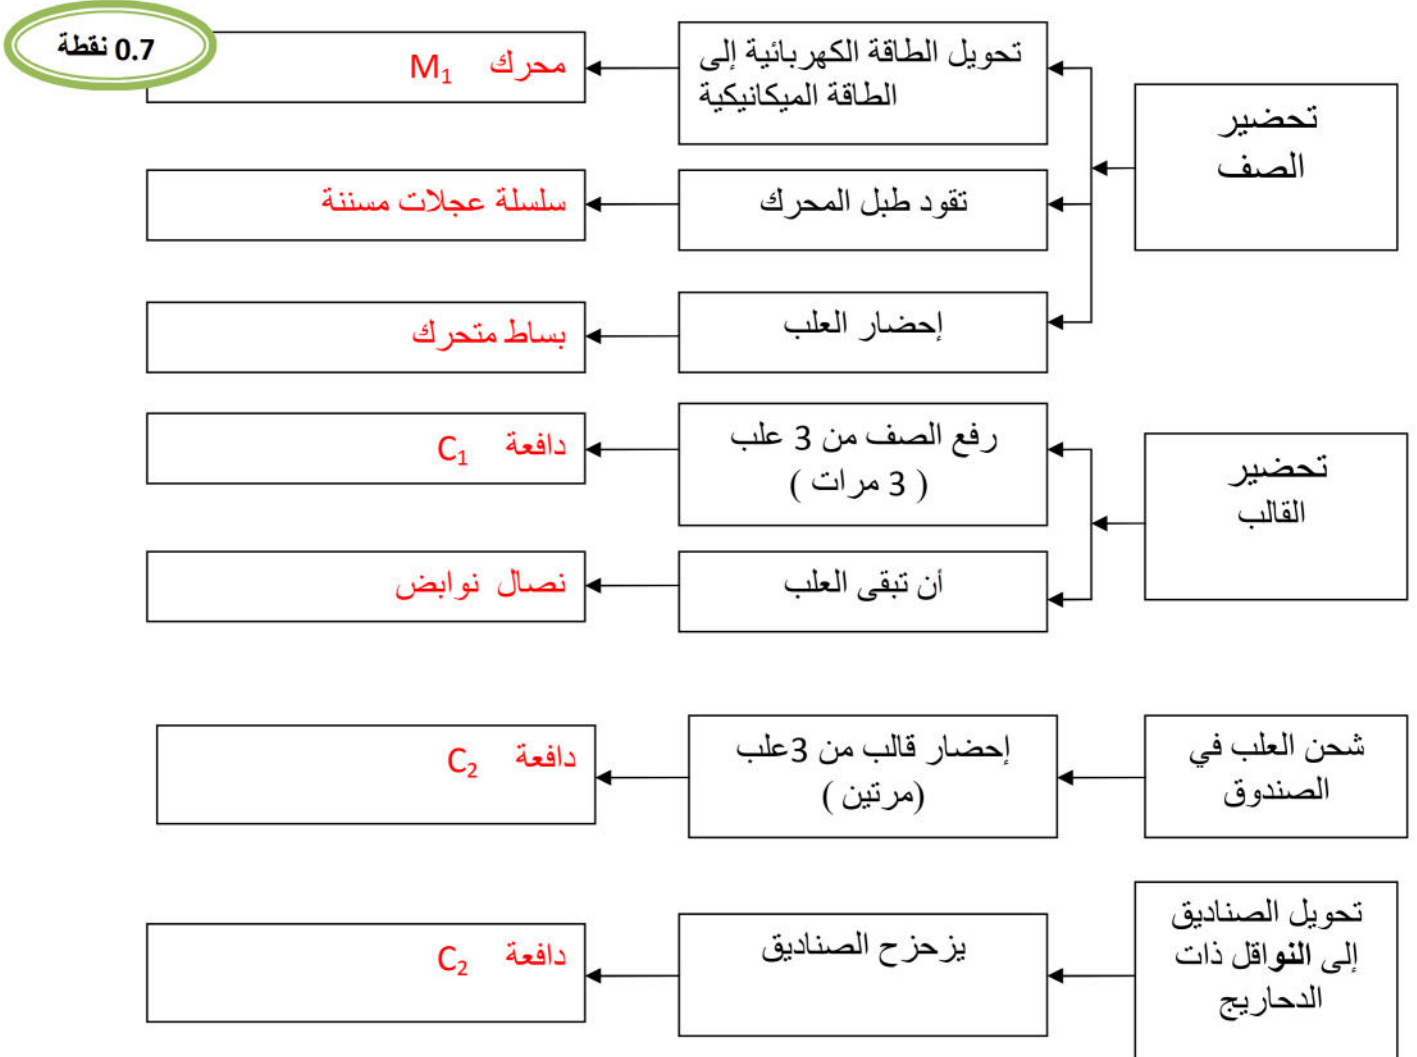 0.7 نقطة
تحضير
الصف
تحويل الطاقة الكهربائية إلى
الطاقة الميكانيكية
محرك M₁
تقود طبل المحرك
سلسلة عجلات مسننة
إحضار العلب
بساط متحرك
تحضير
القالب
رفع الصف من 3 علب
( 3 مرات )
دافعة C₁
أن تبقى العلب
نصال نوابض
شحن العلب في
الصندوق
إحضار قالب من 3علب
(مرتين )
دافعة C₂
تحويل الصناديق
إلى النواقل ذات
الدحاريج
يزحزح الصناديق
دافعة C₂